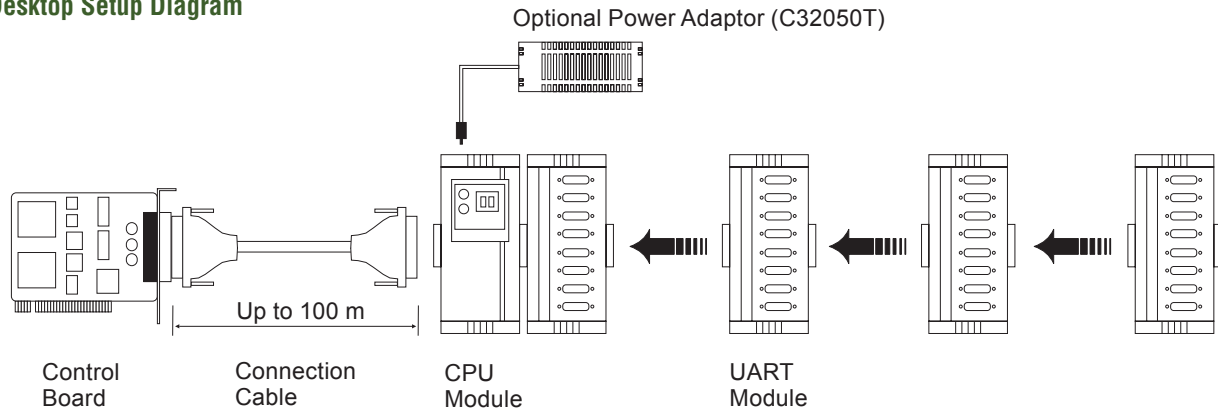 Desktop Setup Diagram
Optional Power Adaptor (C32050T)
Up to 100 m
Control
Board
Connection
Cable
CPU
Module
UART
Module